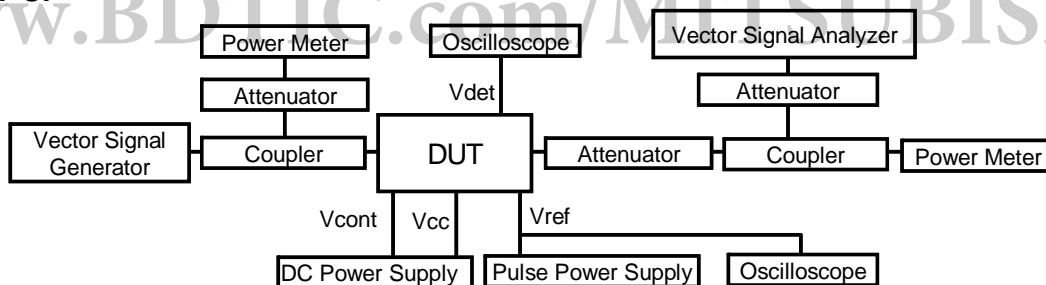 w.BDTIC.com/MITSUBIS
Power Meter
Oscilloscope
Vector Signal Analyzer
Attenuator
Vdet
Attenuator
Vector Signal
Generator
Coupler
DUT
Attenuator
Coupler
Power Meter
Vcont
Vcc
Vref
DC Power Supply
Pulse Power Supply
Oscilloscope